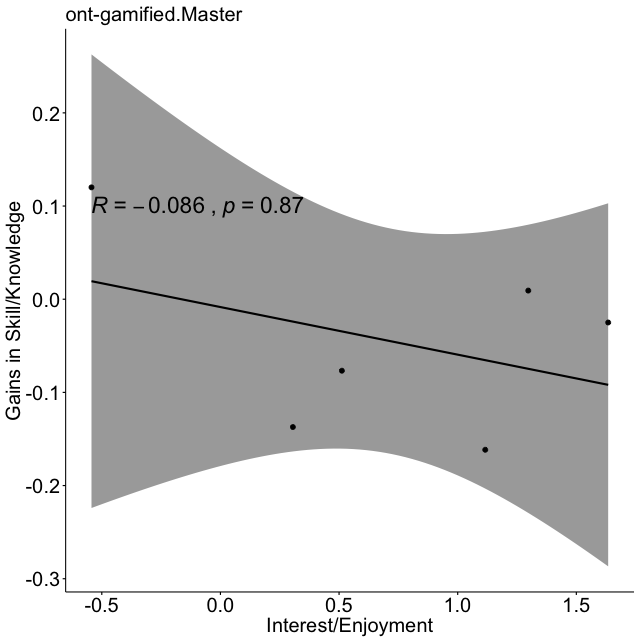 ont-gamified.Master
Gains in Skill/Knowledge
0.2
0.1
0.0
-0.1
-0.2
-0.3
R = −0.086 , p = 0.87
-0.5 0.0 0.5 1.0 1.5
Interest/Enjoyment